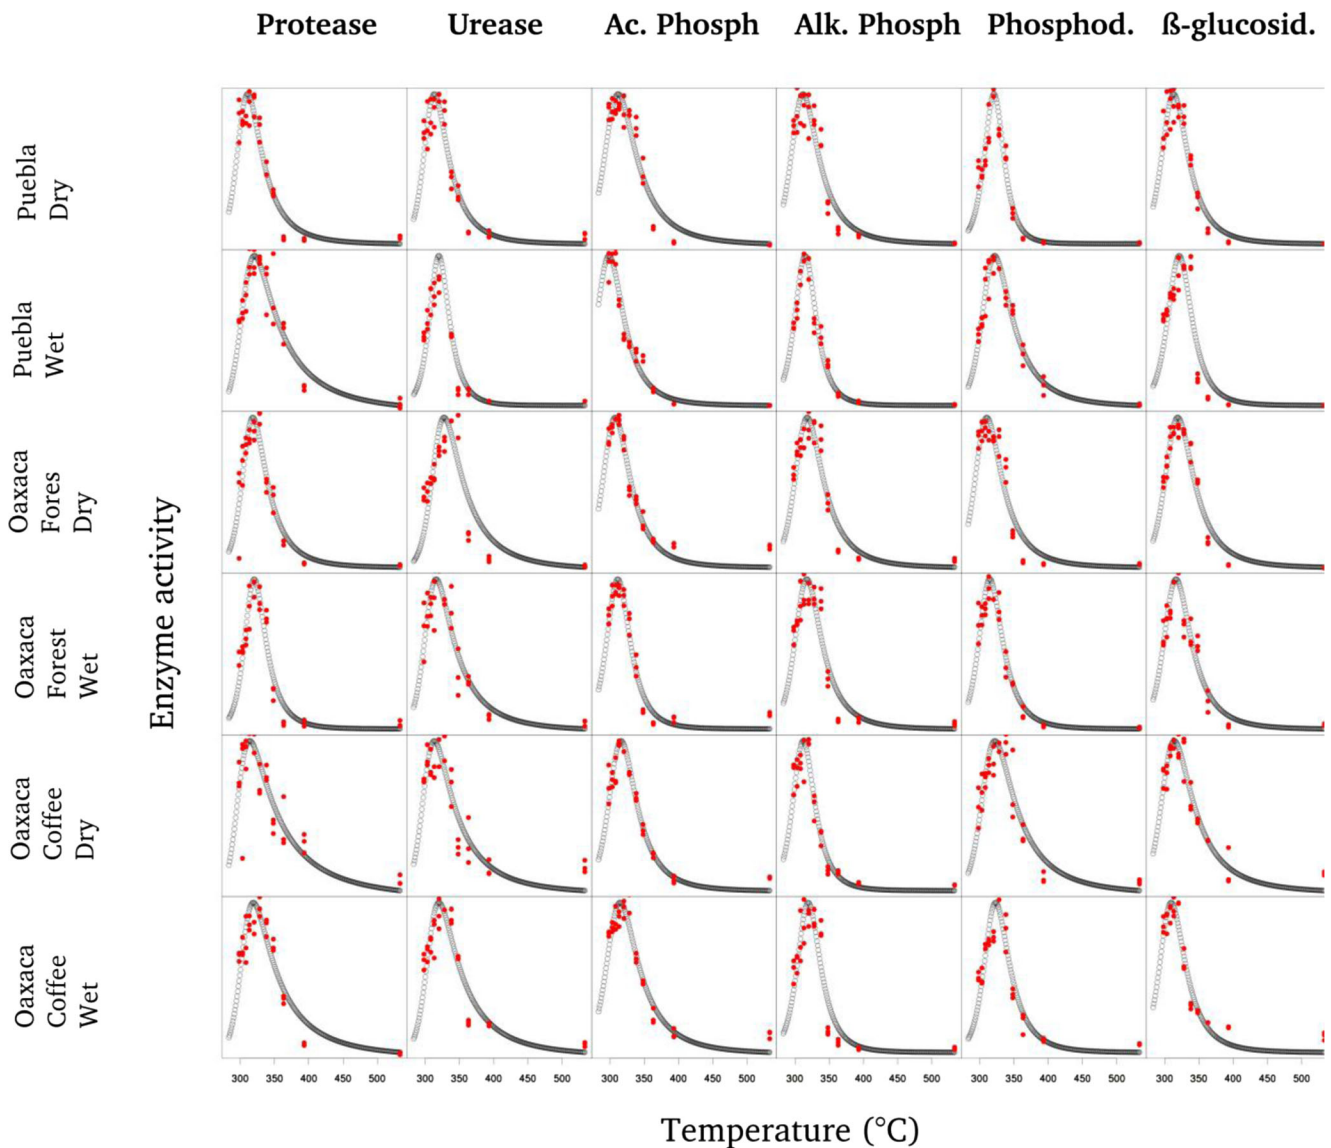 Protease Urease Ac. Phosph Alk. Phosph Phosphod. ß-glucosid.
Puebla
Dry
Puebla
Wet
Oaxaca
Fores
Dry
Oaxaca
Forest
Wet
Oaxaca
Coffee
Dry
Oaxaca
Coffee
Wet
Enzyme activity
300 350 400 450 500 300 350 400 450 500 300 350 400 450 500 300 350 400 450 500 300 350 400 450 500 300 350 400 450 500
Temperature (°C)